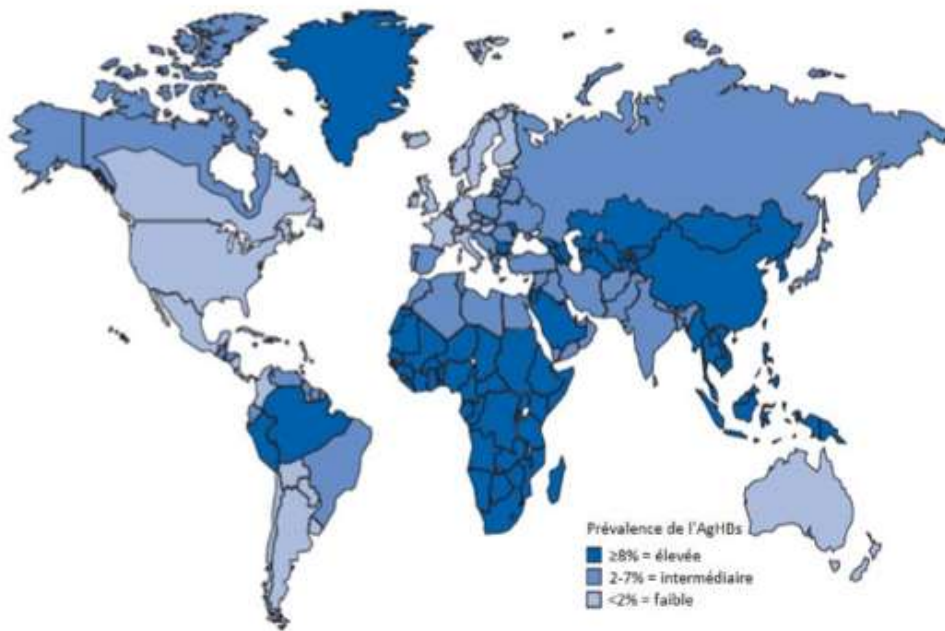 Prévalence de l'AgHBs
≥8% = élevée
2-7% = intermédiaire
<2% = faible